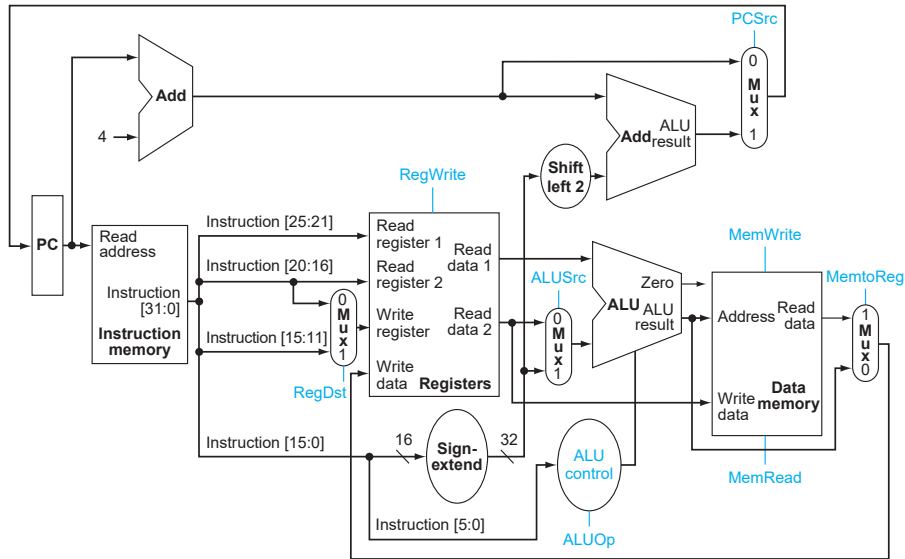 PCSrc
0
Mux
1
Add
4
ALU
Add result
Shift
left 2
RegWrite
PC
Read
address
Instruction
[31:0]
Instruction
memory
Instruction [25:21]
Instruction [20:16]
Instruction [15:11]
0
Mux
1
RegDst
Read
register 1
Read
register 2
Write
register
Write
data
Read
data 1
Read
data 2
Registers
ALUSrc
0
Mux
1
Zero
ALU
ALU
result
MemWrite
Address
Read
data
Write
data
Data
memory
MemRead
MemtoReg
1
Mux
0
Instruction [15:0]
16
Sign-
extend
32
ALU
control
ALUOp
Instruction [5:0]